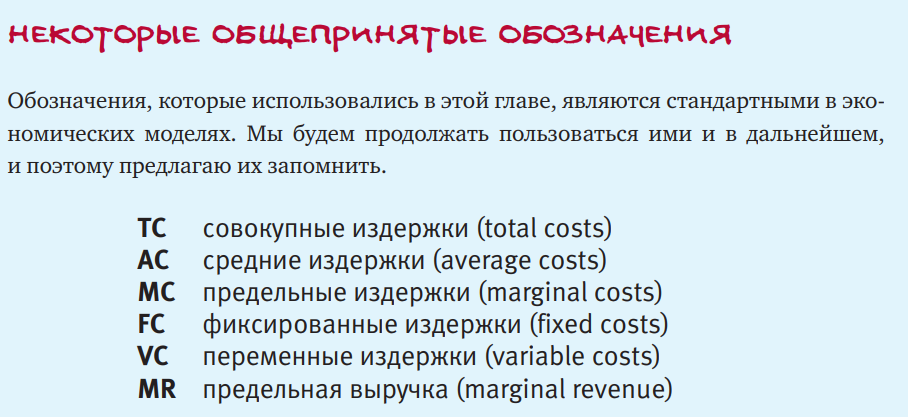 НЕКОТОРЫЕ ОБЩЕПРИНЯТЫЕ ОБОЗНАЧЕНИЯ
Обозначения, которые использовались в этой главе, являются стандартными в эко-
номических моделях. Мы будем продолжать пользоваться ими и в дальнейшем,
и поэтому предлагаю их запомнить.
TC совокупные издержки (total costs)
AC средние издержки (average costs)
MC предельные издержки (marginal costs)
FC фиксированные издержки (fixed costs)
VC переменные издержки (variable costs)
MR предельная выручка (marginal revenue)